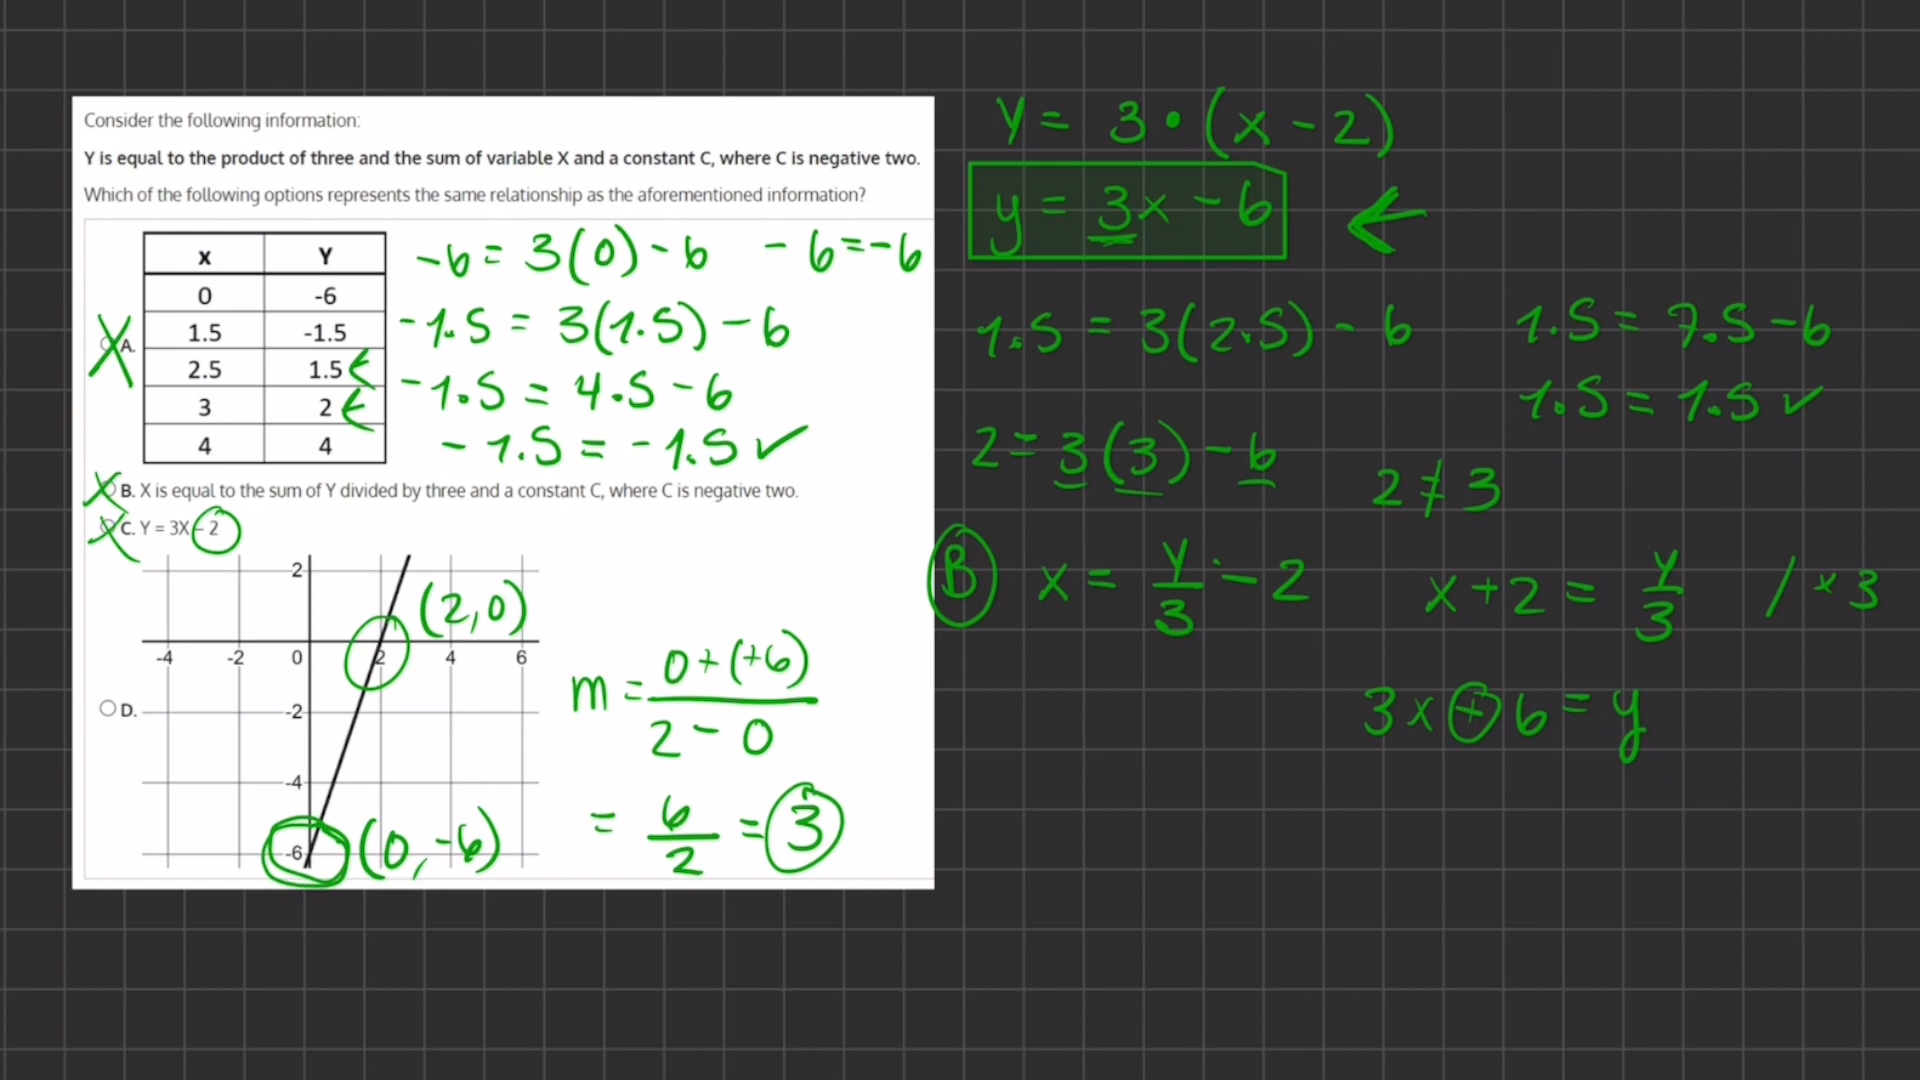 Consider the following information:
Y is equal to the product of three and the sum of variable X and a constant C, where C is negative two.
Which of the following options represents the same relationship as the aforementioned information?
A.
X Y
0 -6
1.5 -1.5
2.5 1.5
3 2
4 4
-6 = 3(0) - 6 -6 = -6
-1.5 = 3(1.5) - 6
-1.5 = 4.5 - 6
-1.5 = -1.5 ✓
B. X is equal to the sum of Y divided by three and a constant C, where C is negative two.
C. Y = 3X - 2
D.
2
-4 -2 0 2 4 6
-2
-4
-6
(2,0)
(0,-6)
m = \frac{0+(+6)}{2-0}
= \frac{6}{2} = 3
Y = 3 • (x - 2)
y = 3x - 6 ←
1.5 = 3(2.5) - 6 1.5 = 7.5 - 6
1.5 = 1.5 ✓
2 = 3(3) - 6 2 ≠ 3
B x = \frac{Y}{3} - 2 x + 2 = \frac{Y}{3} / × 3
3x + 6 = y